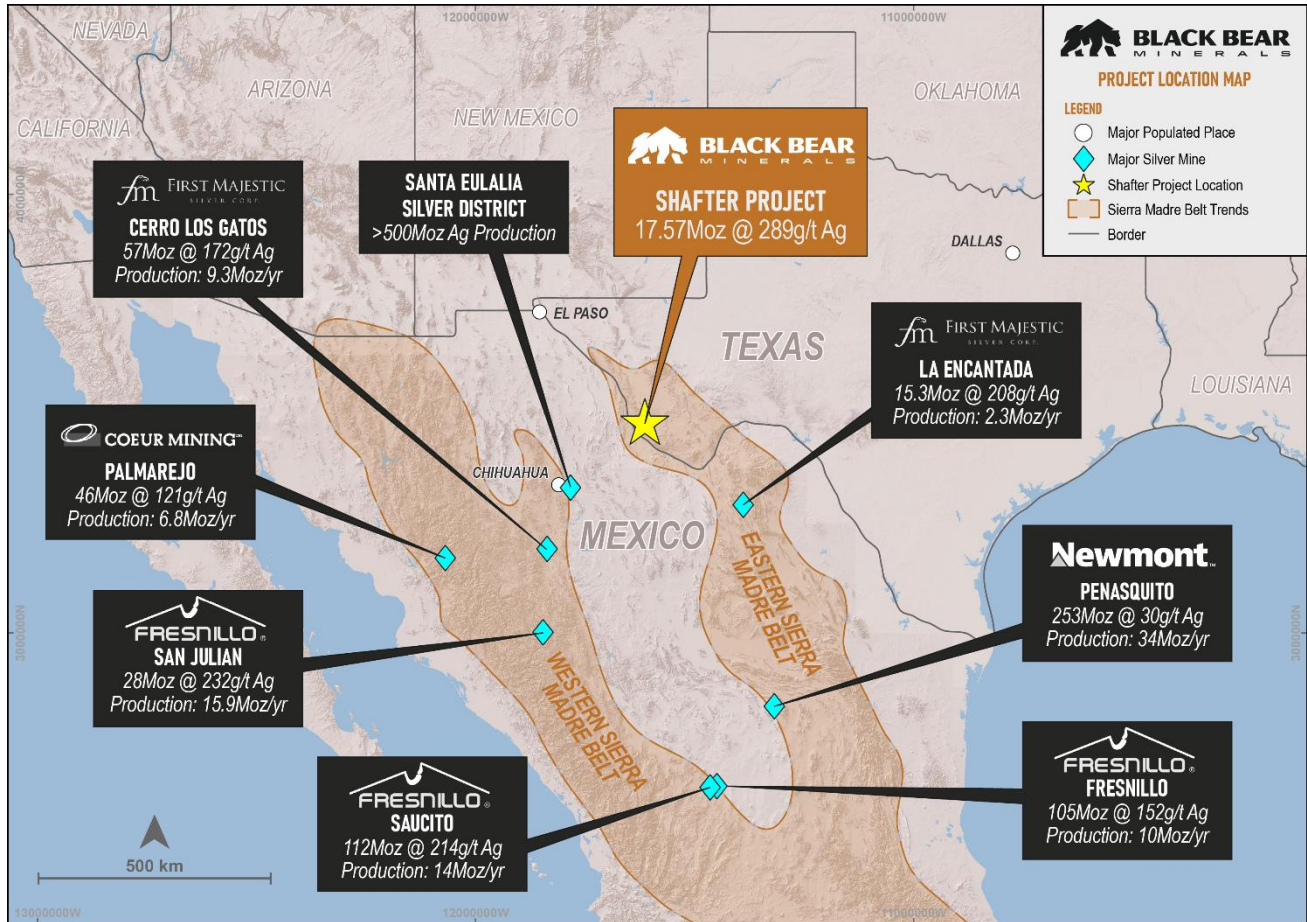 12000000W
11000000W
NEVADA
ARIZONA
NEW MEXICO
OKLAHOMA
CALIFORNIA
4000000N
4000000N
BLACK BEAR
MINERALS
PROJECT LOCATION MAP
LEGEND
Major Populated Place
Major Silver Mine
Shafter Project Location
Sierra Madre Belt Trends
Border
fm FIRST MAJESTIC
SILVER CORP.
CERRO LOS GATOS
57Moz @ 172g/t Ag
Production: 9.3Moz/yr
SANTA EULALIA
SILVER DISTRICT
>500Moz Ag Production
BLACK BEAR
MINERALS
SHAFTER PROJECT
17.57Moz @ 289g/t Ag
DALLAS
EL PASO
TEXAS
LOUISIANA
fm FIRST MAJESTIC
SILVER CORP.
LA ENCANTADA
15.3Moz @ 208g/t Ag
Production: 2.3Moz/yr
COEUR MINING
PALMAREJO
46Moz @ 121g/t Ag
Production: 6.8Moz/yr
CHIHUAHUA
MEXICO
EASTERN SIERRA
MADRE BELT
Newmont™
PENASQUITO
253Moz @ 30g/t Ag
Production: 34Moz/yr
FRESNILLO®
SAN JULIAN
28Moz @ 232g/t Ag
Production: 15.9Moz/yr
3000000N
3000000N
WESTERN SIERRA
MADRE BELT
FRESNILLO®
SAUCITO
112Moz @ 214g/t Ag
Production: 14Moz/yr
FRESNILLO®
FRESNILLO
105Moz @ 152g/t Ag
Production: 10Moz/yr
500 km
13000000W
12000000W
11000000W